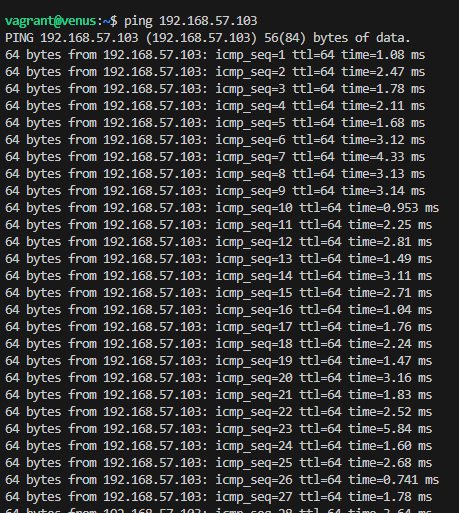 vagrant@venus:~$ ping 192.168.57.103
PING 192.168.57.103 (192.168.57.103) 56(84) bytes of data.
64 bytes from 192.168.57.103: icmp_seq=1 ttl=64 time=1.08 ms
64 bytes from 192.168.57.103: icmp_seq=2 ttl=64 time=2.47 ms
64 bytes from 192.168.57.103: icmp_seq=3 ttl=64 time=1.78 ms
64 bytes from 192.168.57.103: icmp_seq=4 ttl=64 time=2.11 ms
64 bytes from 192.168.57.103: icmp_seq=5 ttl=64 time=1.68 ms
64 bytes from 192.168.57.103: icmp_seq=6 ttl=64 time=3.12 ms
64 bytes from 192.168.57.103: icmp_seq=7 ttl=64 time=4.33 ms
64 bytes from 192.168.57.103: icmp_seq=8 ttl=64 time=3.13 ms
64 bytes from 192.168.57.103: icmp_seq=9 ttl=64 time=3.14 ms
64 bytes from 192.168.57.103: icmp_seq=10 ttl=64 time=0.953 ms
64 bytes from 192.168.57.103: icmp_seq=11 ttl=64 time=2.25 ms
64 bytes from 192.168.57.103: icmp_seq=12 ttl=64 time=2.81 ms
64 bytes from 192.168.57.103: icmp_seq=13 ttl=64 time=1.49 ms
64 bytes from 192.168.57.103: icmp_seq=14 ttl=64 time=3.11 ms
64 bytes from 192.168.57.103: icmp_seq=15 ttl=64 time=2.71 ms
64 bytes from 192.168.57.103: icmp_seq=16 ttl=64 time=1.04 ms
64 bytes from 192.168.57.103: icmp_seq=17 ttl=64 time=1.76 ms
64 bytes from 192.168.57.103: icmp_seq=18 ttl=64 time=2.24 ms
64 bytes from 192.168.57.103: icmp_seq=19 ttl=64 time=1.47 ms
64 bytes from 192.168.57.103: icmp_seq=20 ttl=64 time=3.16 ms
64 bytes from 192.168.57.103: icmp_seq=21 ttl=64 time=1.83 ms
64 bytes from 192.168.57.103: icmp_seq=22 ttl=64 time=2.52 ms
64 bytes from 192.168.57.103: icmp_seq=23 ttl=64 time=5.84 ms
64 bytes from 192.168.57.103: icmp_seq=24 ttl=64 time=1.60 ms
64 bytes from 192.168.57.103: icmp_seq=25 ttl=64 time=2.68 ms
64 bytes from 192.168.57.103: icmp_seq=26 ttl=64 time=0.741 ms
64 bytes from 192.168.57.103: icmp_seq=27 ttl=64 time=1.78 ms
64 bytes from 192.168.57.103: icmp_seq=28 ttl=64 time=3.64 ms